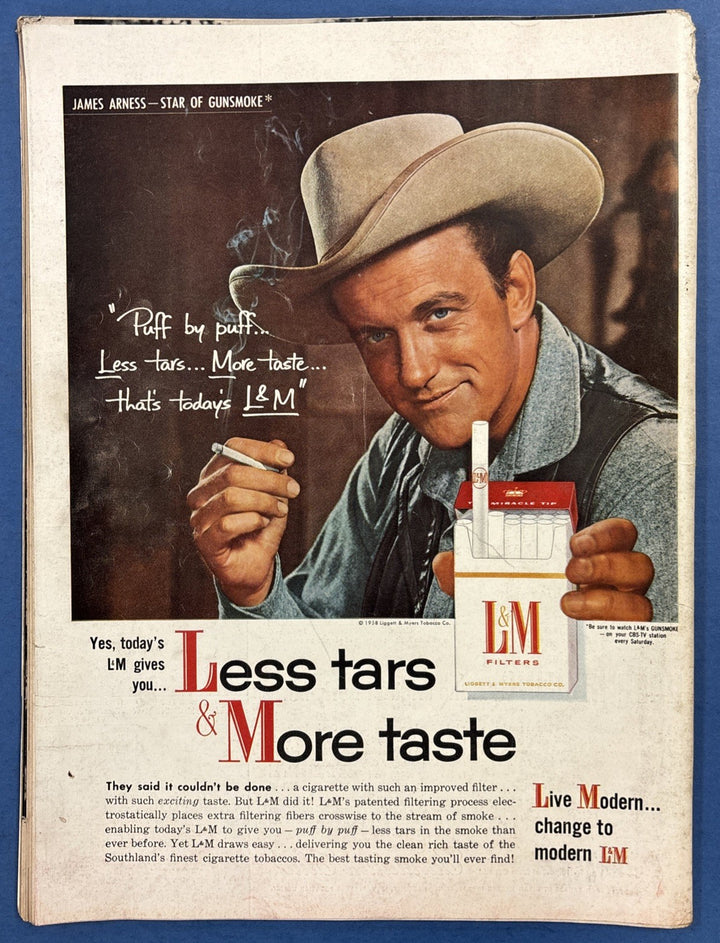 JAMES ARNESS—STAR OF GUNSMOKE*
"Puff by puff...
Less tars... More taste...
that's todays L&M"
L&M
THE MIRACLE TIP
L&M
FILTERS
LIGGETT & MYERS TOBACCO CO.
© 1958 Liggett & Myers Tobacco Co.
*Be sure to watch L&M's GUNSMOKE
—on your CBS-TV station
every Saturday.
Yes, today's
L&M gives
you...
Less tars
& More taste
They said it couldn't be done ... a cigarette with such an improved filter ...
with such exciting taste. But L&M did it! L&M's patented filtering process elec-
trostatically places extra filtering fibers crosswise to the stream of smoke ...
enabling today's L&M to give you — puff by puff — less tars in the smoke than
ever before. Yet L&M draws easy ... delivering you the clean rich taste of the
Southland's finest cigarette tobaccos. The best tasting smoke you'll ever find!
Live Modern...
change to
modern L&M